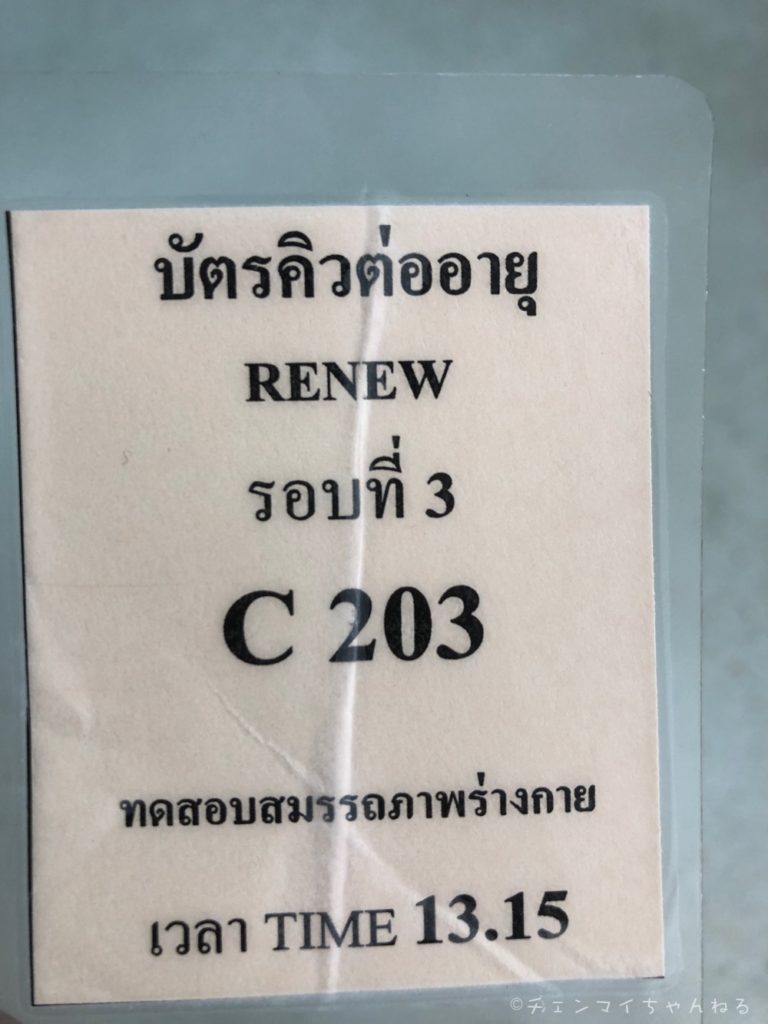 บัตรคิวต่ออายุ
RENEW
รอบที่ 3
C 203
ทดสอบสมรรถภาพร่างกาย
เวลา TIME 13.15
©チェンマイちゃんねる